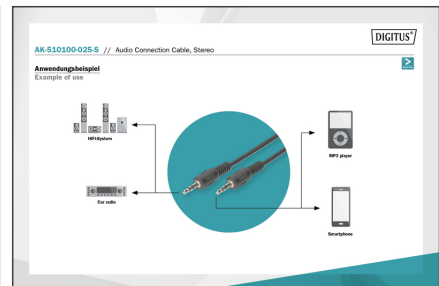 DIGITUS®
AK-510100-025-S // Audio Connection Cable, Stereo
Anwendungsbeispiel
Example of use
HiFi-System
MP3 player
Car radio
Smartphone